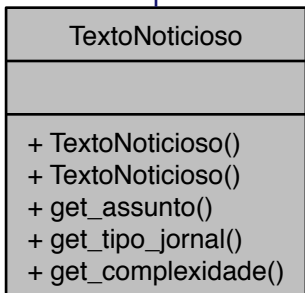 TextoNoticioso
+ TextoNoticioso()
+ TextoNoticioso()
+ get_assunto()
+ get_tipo_jornal()
+ get_complexidade()